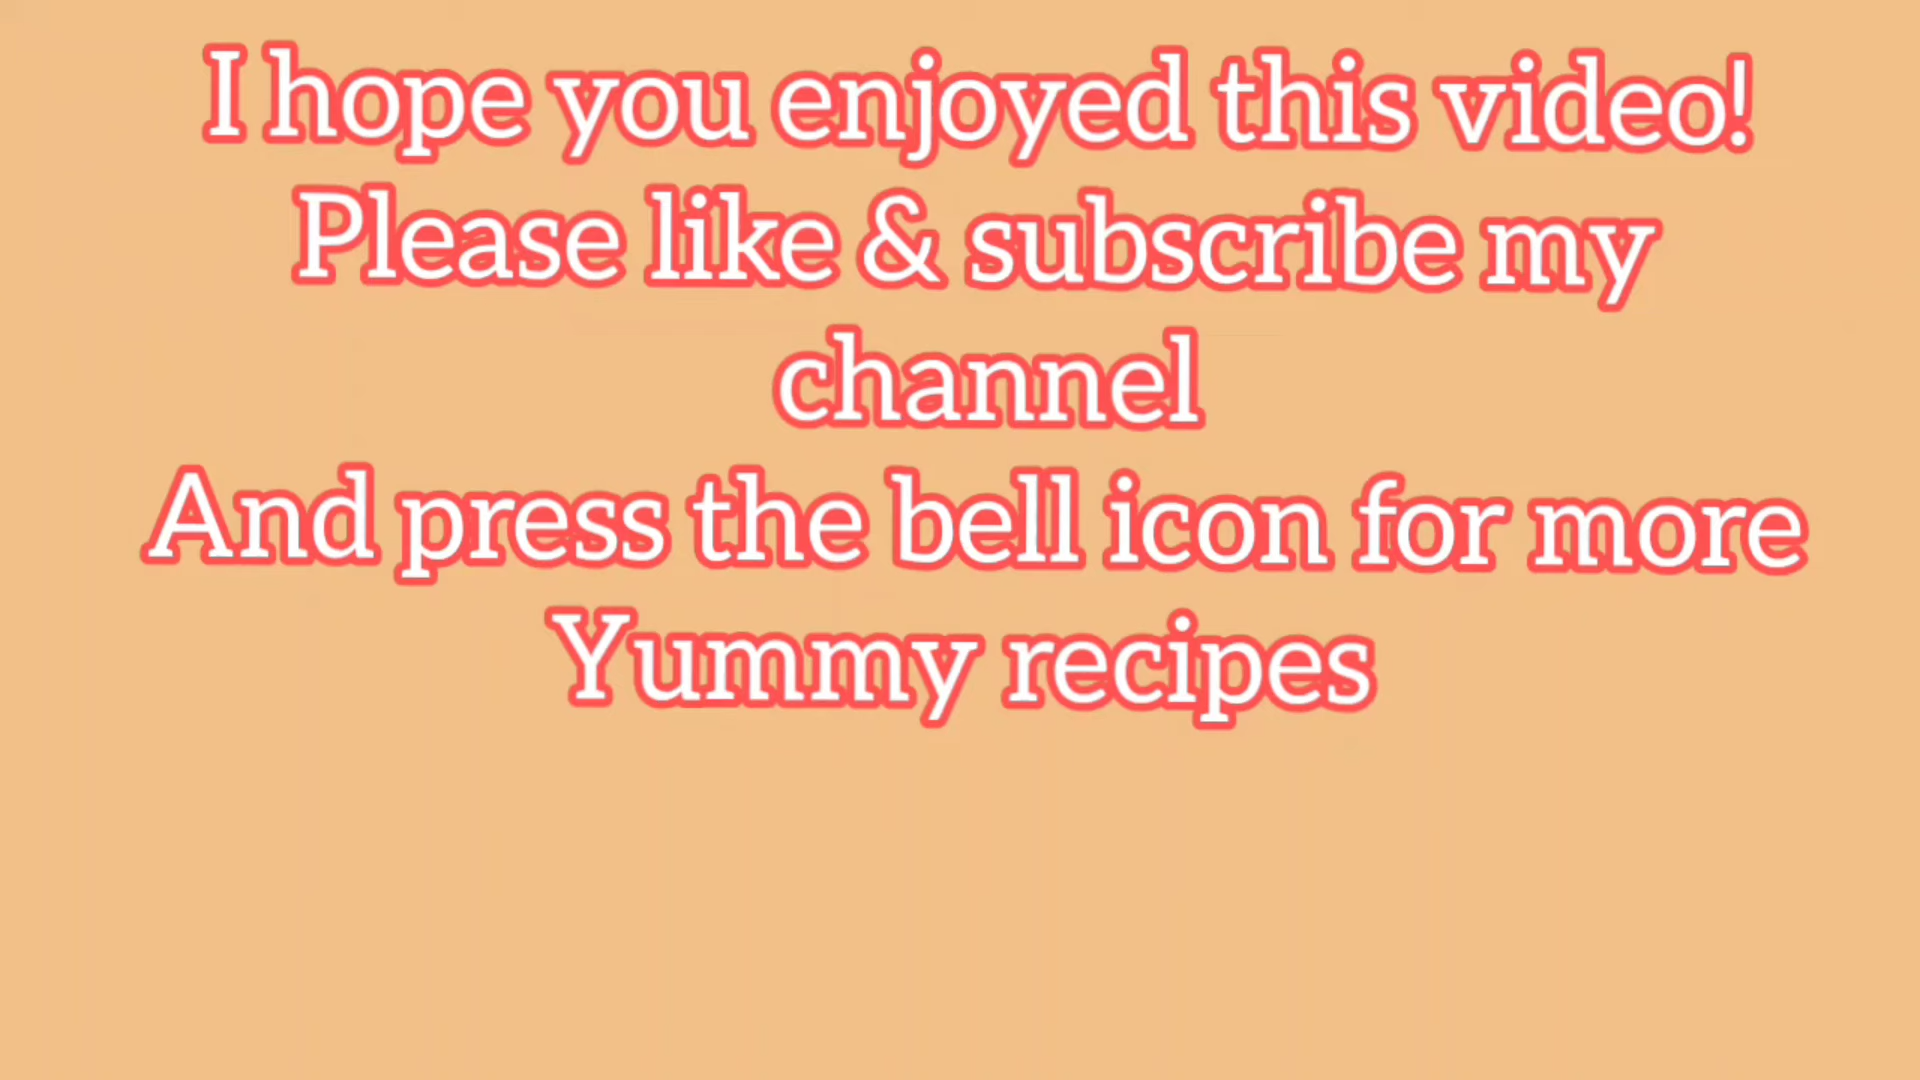 I hope you enjoyed this video!
Please like & subscribe my
channel
And press the bell icon for more
Yummy recipes